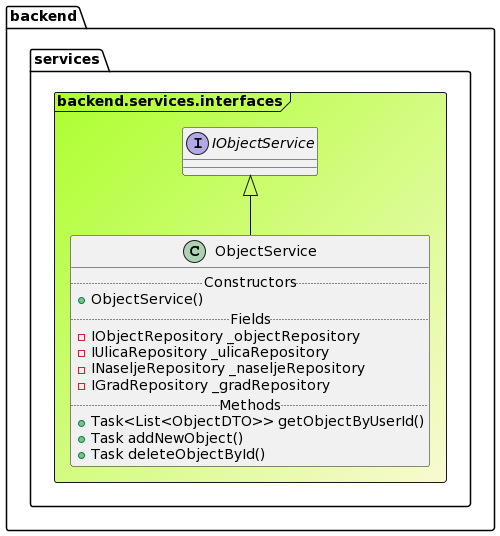 backend
services
backend.services.interfaces
I IObjectService
C ObjectService
Constructors
ObjectService()
Fields
IObjectRepository _objectRepository
IUlicaRepository _ulicaRepository
INaseljeRepository _naseljeRepository
IGradRepository _gradRepository
Methods
Task<List<ObjectDTO>> getObjectByUserId()
Task addNewObject()
Task deleteObjectById()